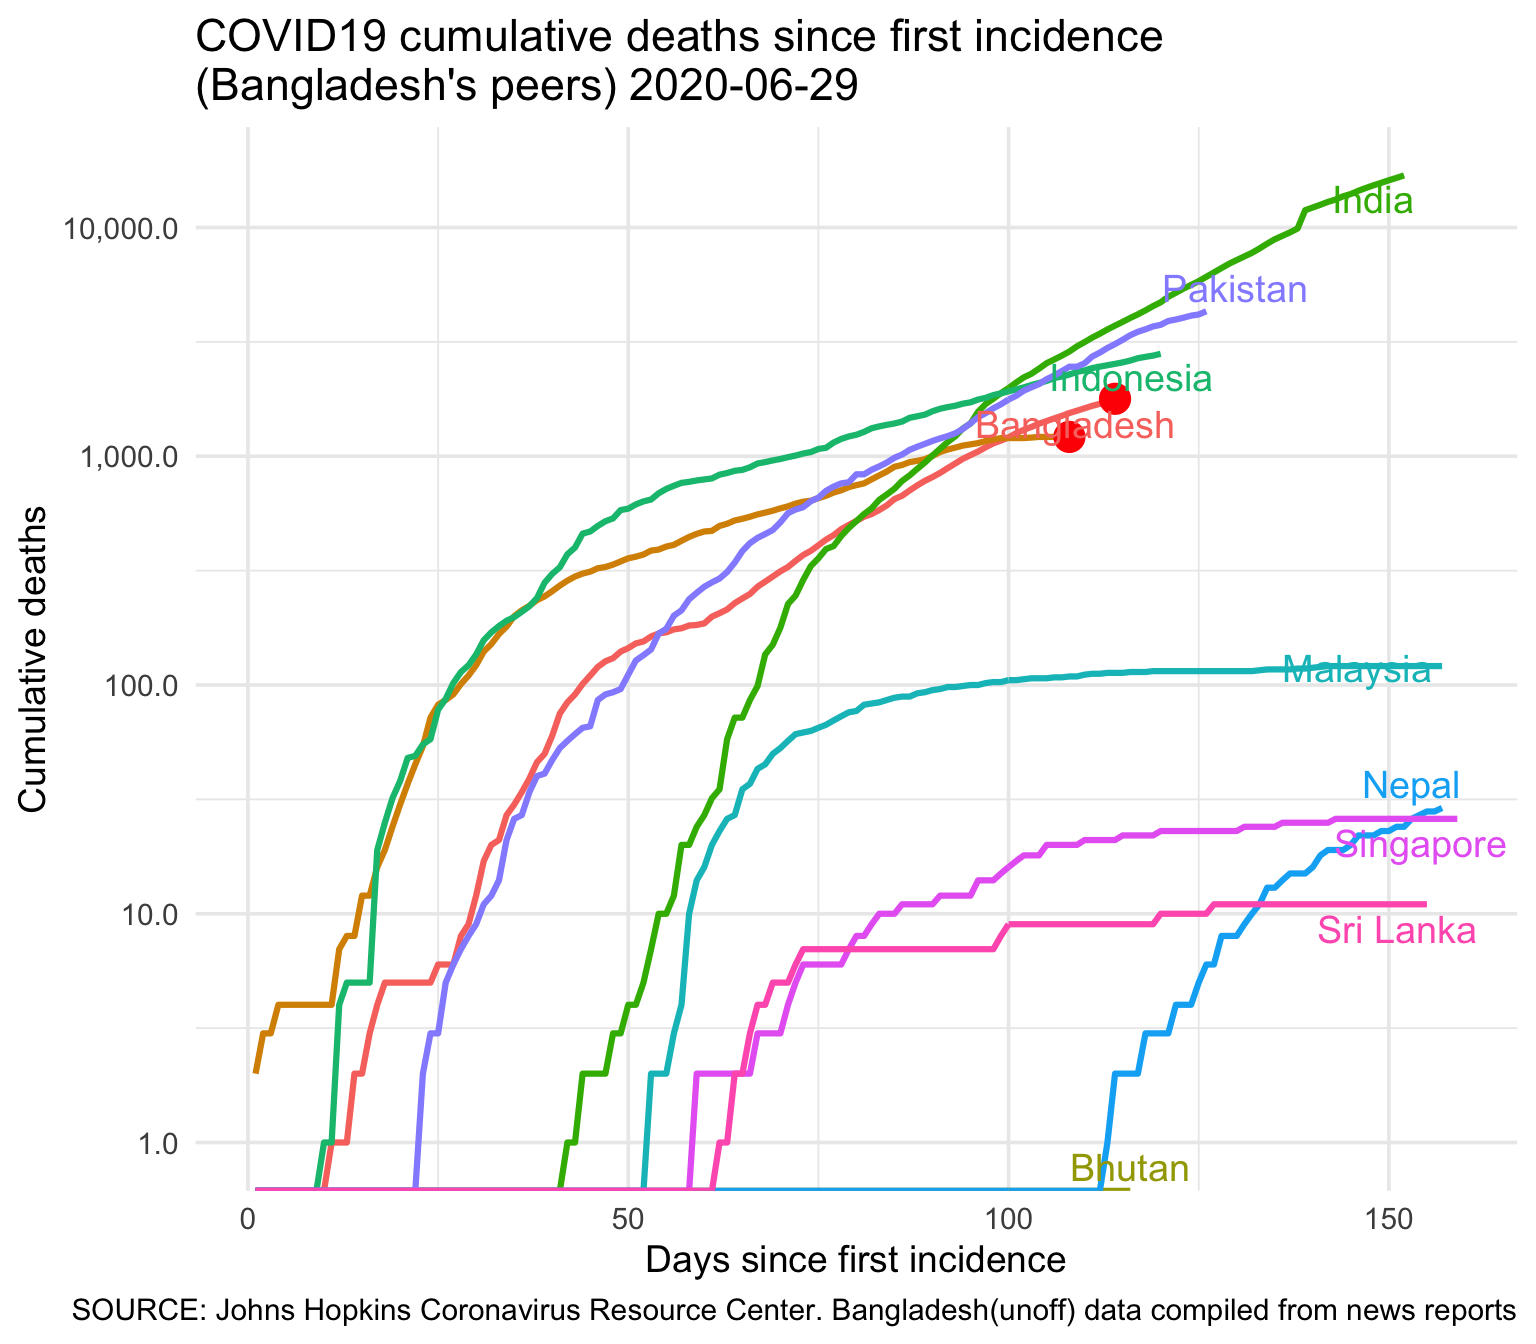 COVID19 cumulative deaths since first incidence
(Bangladesh's peers) 2020-06-29
10,000.0
1,000.0
100.0
10.0
1.0
Cumulative deaths
India
Pakistan
Indonesia
Bangladesh
Malaysia
Nepal
Singapore
Sri Lanka
Bhutan
0 50 100 150
Days since first incidence
SOURCE: Johns Hopkins Coronavirus Resource Center. Bangladesh(unoff) data compiled from news reports